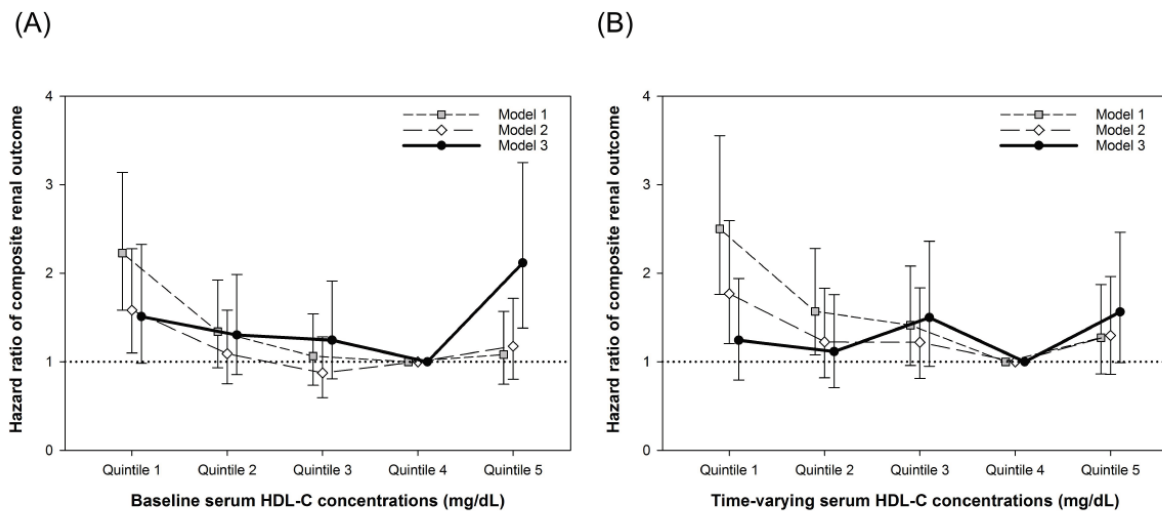 (A)
4
3
2
1
0
Hazard ratio of composite renal outcome
Model 1
Model 2
Model 3
Quintile 1 Quintile 2 Quintile 3 Quintile 4 Quintile 5
Baseline serum HDL-C concentrations (mg/dL)
(B)
4
3
2
1
0
Hazard ratio of composite renal outcome
Model 1
Model 2
Model 3
Quintile 1 Quintile 2 Quintile 3 Quintile 4 Quintile 5
Time-varying serum HDL-C concentrations (mg/dL)